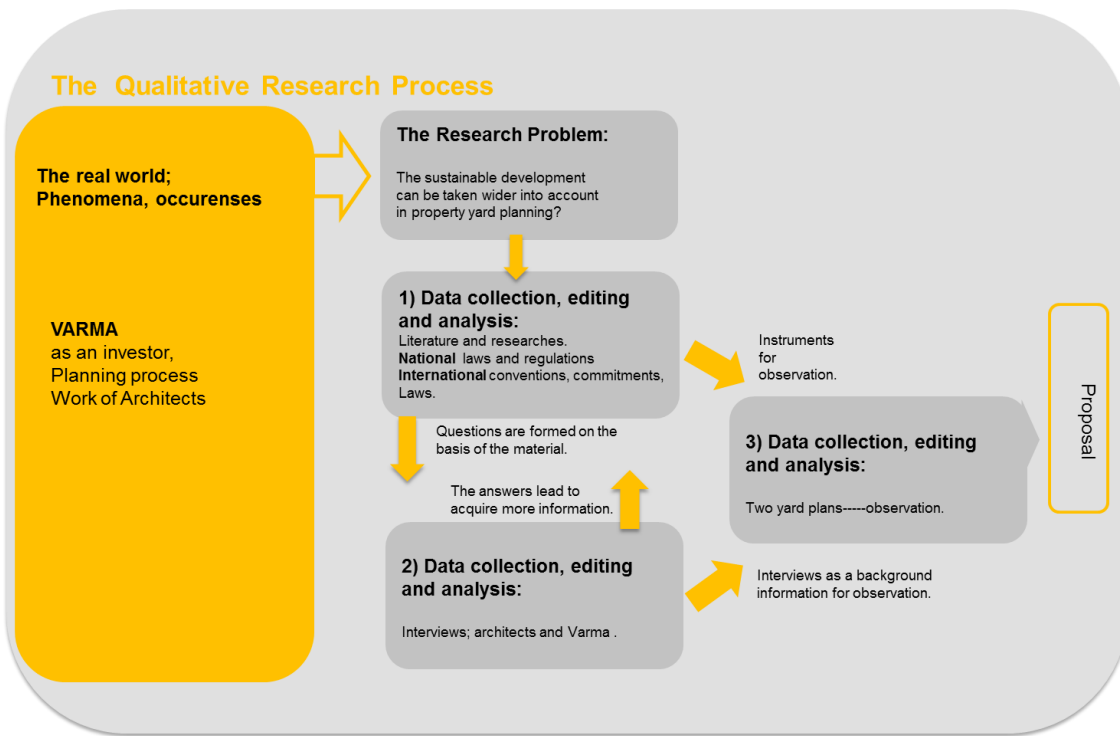 The Qualitative Research Process
The real world;
Phenomena, occurenses
VARMA
as an investor,
Planning process
Work of Architects
The Research Problem:
The sustainable development
can be taken wider into account
in property yard planning?
1) Data collection, editing
and analysis:
Literature and researches.
National laws and regulations
International conventions, commitments,
Laws.
Questions are formed on the
basis of the material.
The answers lead to
acquire more information.
2) Data collection, editing
and analysis:
Interviews; architects and Varma .
Instruments
for
observation.
3) Data collection, editing
and analysis:
Two yard plans-----observation.
Interviews as a background
information for observation.
Proposal